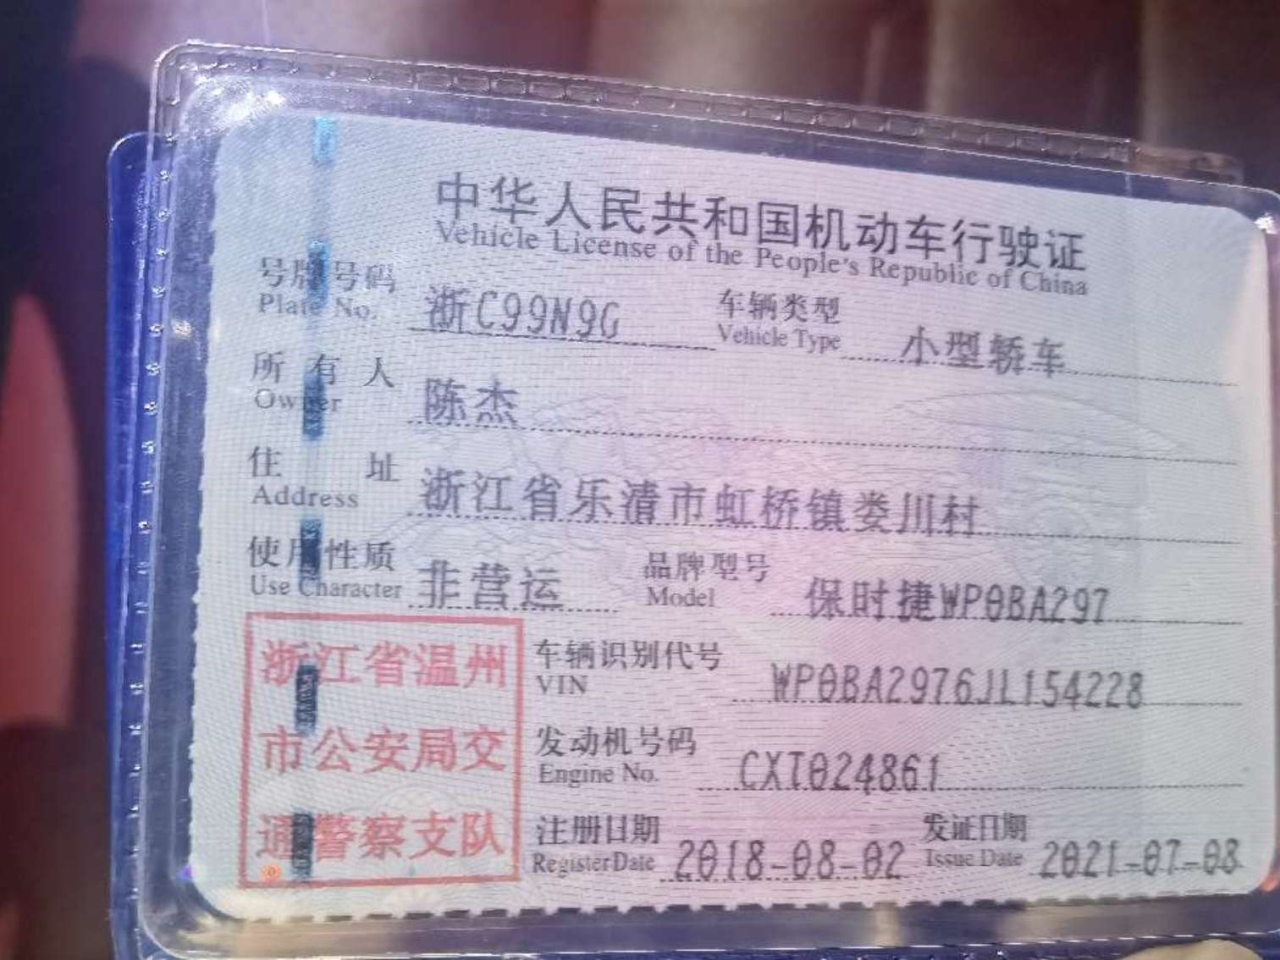 中华人民共和国机动车行驶证
Vehicle License of the People's Republic of China
号牌号码 浙C99N9G 车辆类型 小型轿车
Plate No. Vehicle Type
所有人 陈杰
Owner
住址 浙江省乐清市虹桥镇娄川村
Address
使用性质 非营运 品牌型号 保时捷WP0BA297
Use Character Model
浙江省温州
市公安局交
通警察支队
车辆识别代号 WP0BA2976JL154228
VIN
发动机号码 CXT024861
Engine No.
注册日期 2018-08-02 发证日期 2021-07-08
Register Date Issue Date